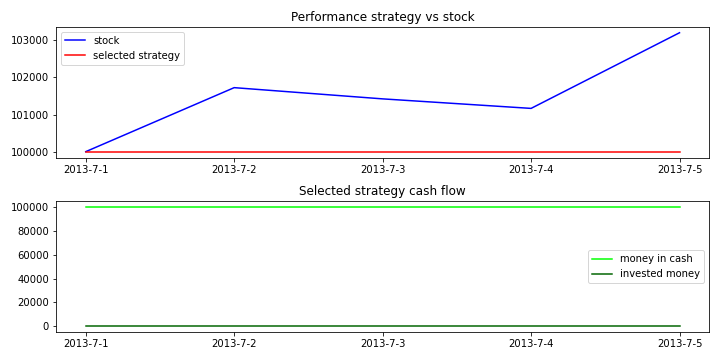 Performance strategy vs stock
103000
102000
101000
100000
stock
selected strategy
2013-7-1 2013-7-2 2013-7-3 2013-7-4 2013-7-5
Selected strategy cash flow
100000
80000
60000
40000
20000
0
money in cash
invested money
2013-7-1 2013-7-2 2013-7-3 2013-7-4 2013-7-5